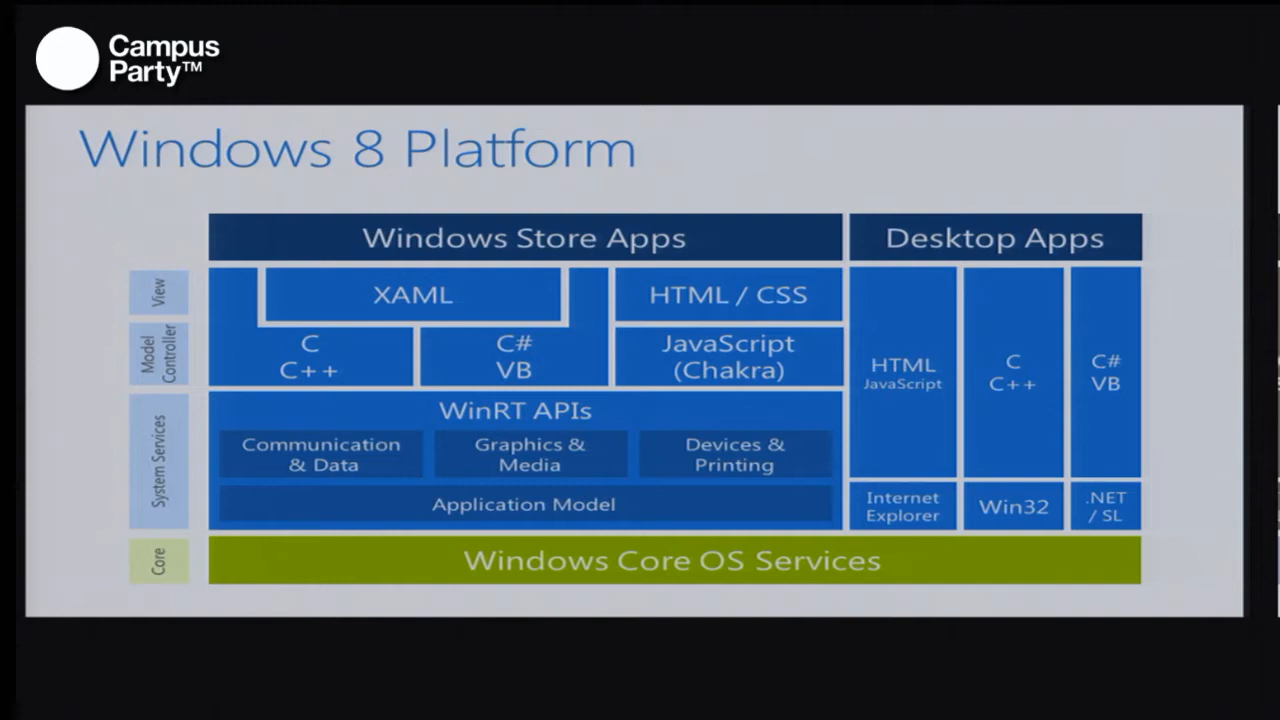 Campus
Party™
Windows 8 Platform
Windows Store Apps
Desktop Apps
View
XAML
HTML / CSS
Model
Controller
C
C++
C#
VB
JavaScript
(Chakra)
HTML
JavaScript
C
C++
C#
VB
System Services
WinRT APIs
Communication
& Data
Graphics &
Media
Devices &
Printing
Application Model
Internet
Explorer
Win32
.NET
/ SL
Core
Windows Core OS Services